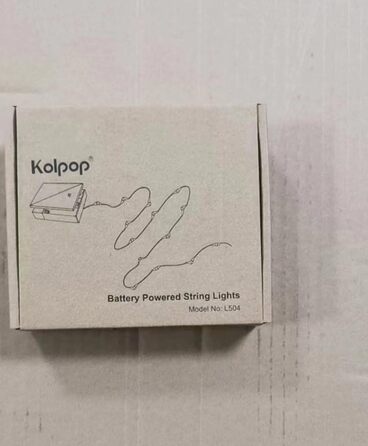 Kolpop®
Battery Powered String Lights
Model No: L504